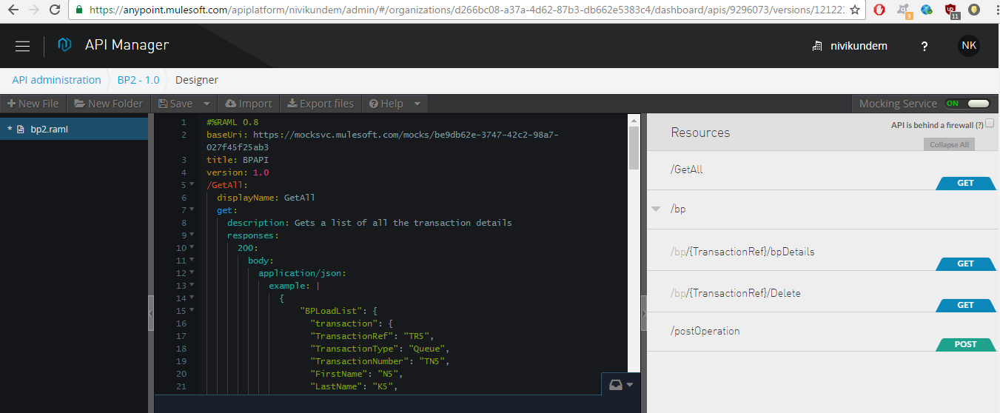 https://anypoint.mulesoft.com/apiplatform/nivikundem/admin/#/organizations/d266bc08-a37a-4d62-87b3-db662e5383c4/dashboard/apis/9296073/versions/121221
3
11
API Manager
nivikundem
?
NK
API administration
BP2 - 1.0
Designer
+ New File
New Folder
Save
Import
Export files
Help
Mocking Service
ON
* bp2.raml
1 #%RAML 0.8
2 baseUri: https://mocksvc.mulesoft.com/mocks/be9db62e-3747-42c2-98a7-
027f45f25ab3
3 title: BPAPI
4 version: 1.0
5 /GetAll:
6 displayName: GetAll
7 get:
8 description: Gets a list of all the transaction details
9 responses:
10 200:
11 body:
12 application/json:
13 example: |
14 {
15 "BPLoadList": {
16 "transaction": {
17 "TransactionRef": "TR5",
18 "TransactionType": "Queue",
19 "TransactionNumber": "TN5",
20 "FirstName": "N5",
21 "LastName": "K5",
Resources
API is behind a firewall (?)
Collapse All
/GetAll
GET
/bp
/bp/{TransactionRef}/bpDetails
GET
/bp/{TransactionRef}/Delete
GET
/postOperation
POST